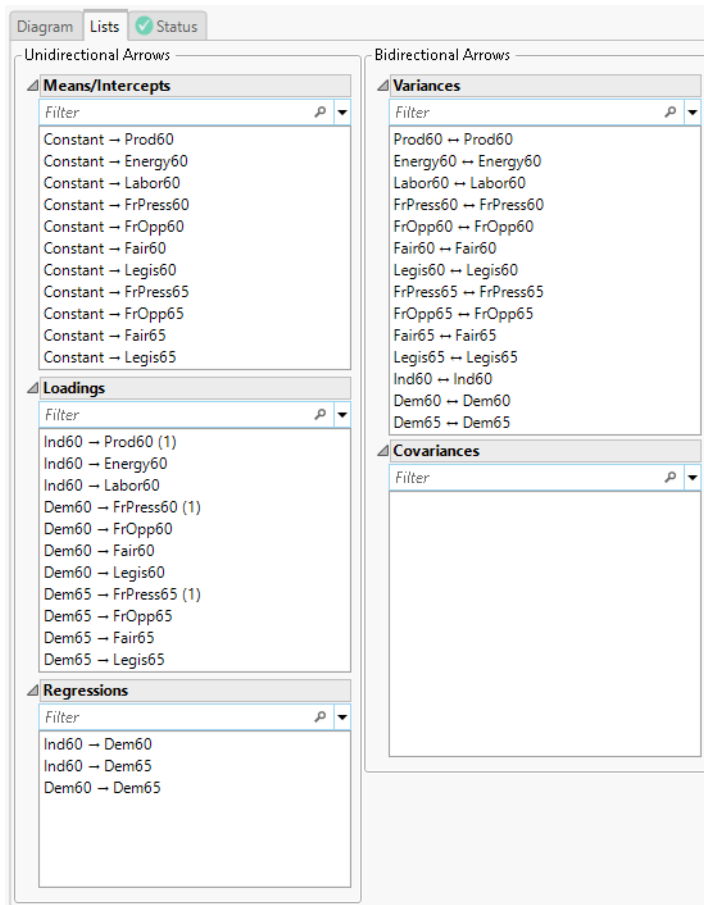 Diagram
Lists
Status
Unidirectional Arrows
Means/Intercepts
Filter
Constant → Prod60
Constant → Energy60
Constant → Labor60
Constant → FrPress60
Constant → FrOpp60
Constant → Fair60
Constant → Legis60
Constant → FrPress65
Constant → FrOpp65
Constant → Fair65
Constant → Legis65
Loadings
Filter
Ind60 → Prod60 (1)
Ind60 → Energy60
Ind60 → Labor60
Dem60 → FrPress60 (1)
Dem60 → FrOpp60
Dem60 → Fair60
Dem60 → Legis60
Dem65 → FrPress65 (1)
Dem65 → FrOpp65
Dem65 → Fair65
Dem65 → Legis65
Regressions
Filter
Ind60 → Dem60
Ind60 → Dem65
Dem60 → Dem65
Bidirectional Arrows
Variances
Filter
Prod60 ↔ Prod60
Energy60 ↔ Energy60
Labor60 ↔ Labor60
FrPress60 ↔ FrPress60
FrOpp60 ↔ FrOpp60
Fair60 ↔ Fair60
Legis60 ↔ Legis60
FrPress65 ↔ FrPress65
FrOpp65 ↔ FrOpp65
Fair65 ↔ Fair65
Legis65 ↔ Legis65
Ind60 ↔ Ind60
Dem60 ↔ Dem60
Dem65 ↔ Dem65
Covariances
Filter